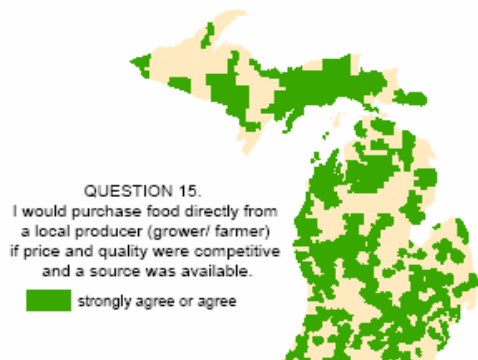 QUESTION 15.
I would purchase food directly from
a local producer (grower/ farmer)
if price and quality were competitive
and a source was available.
strongly agree or agree